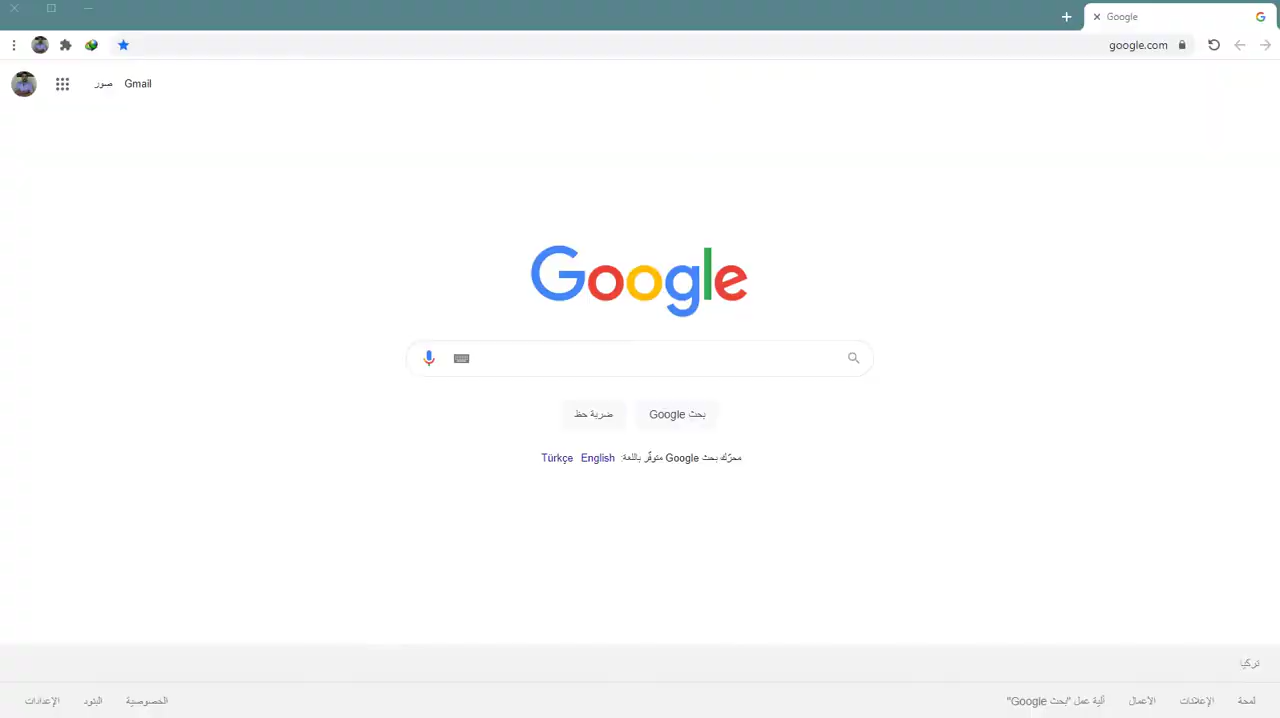 Google
google.com
Gmail صور
Google
بحث Google
ضربة حظ
محرّك بحث Google متوفّر باللغة: English Türkçe
تركيا
لمحة الإعلانات الأعمال آلية عمل "بحث Google" الخصوصية البنود الإعدادات